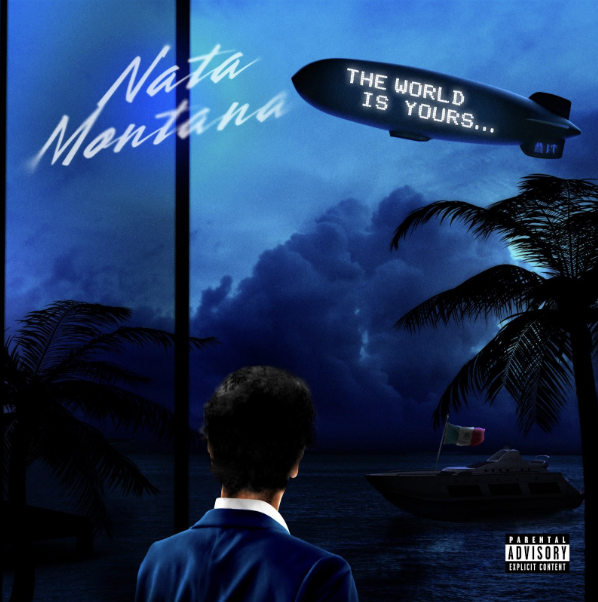 Nata
Montana
THE WORLD
IS YOURS...
PARENTAL
ADVISORY
EXPLICIT CONTENT